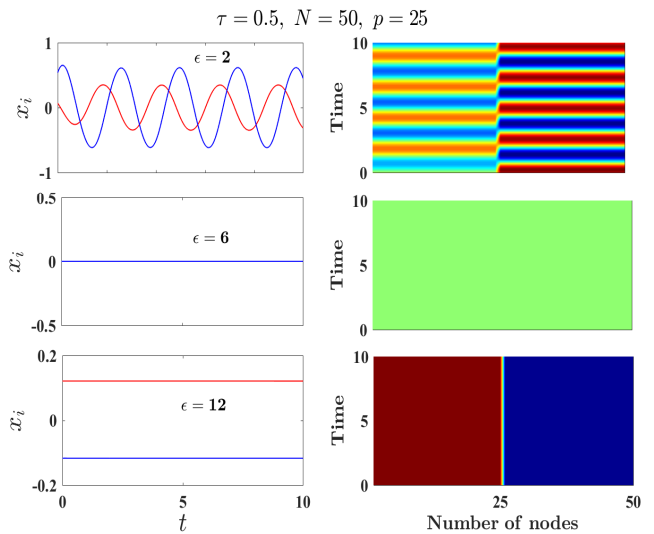 τ = 0.5, N = 50, p = 25
1
ϵ = 2
x_i
0
-1
10
Time
5
0
0.5
ϵ = 6
x_i
0
-0.5
10
Time
5
0
0.2
ϵ = 12
x_i
0
-0.2
0 5 10
t
10
Time
5
0
25 50
Number of nodes